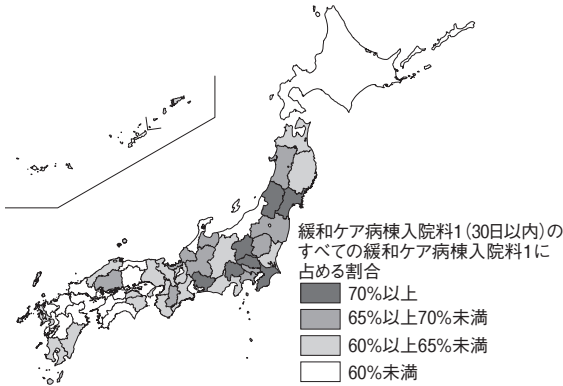 緩和ケア病棟入院料1(30日以内)の
すべての緩和ケア病棟入院料1に
占める割合
70%以上
65%以上70%未満
60%以上65%未満
60%未満